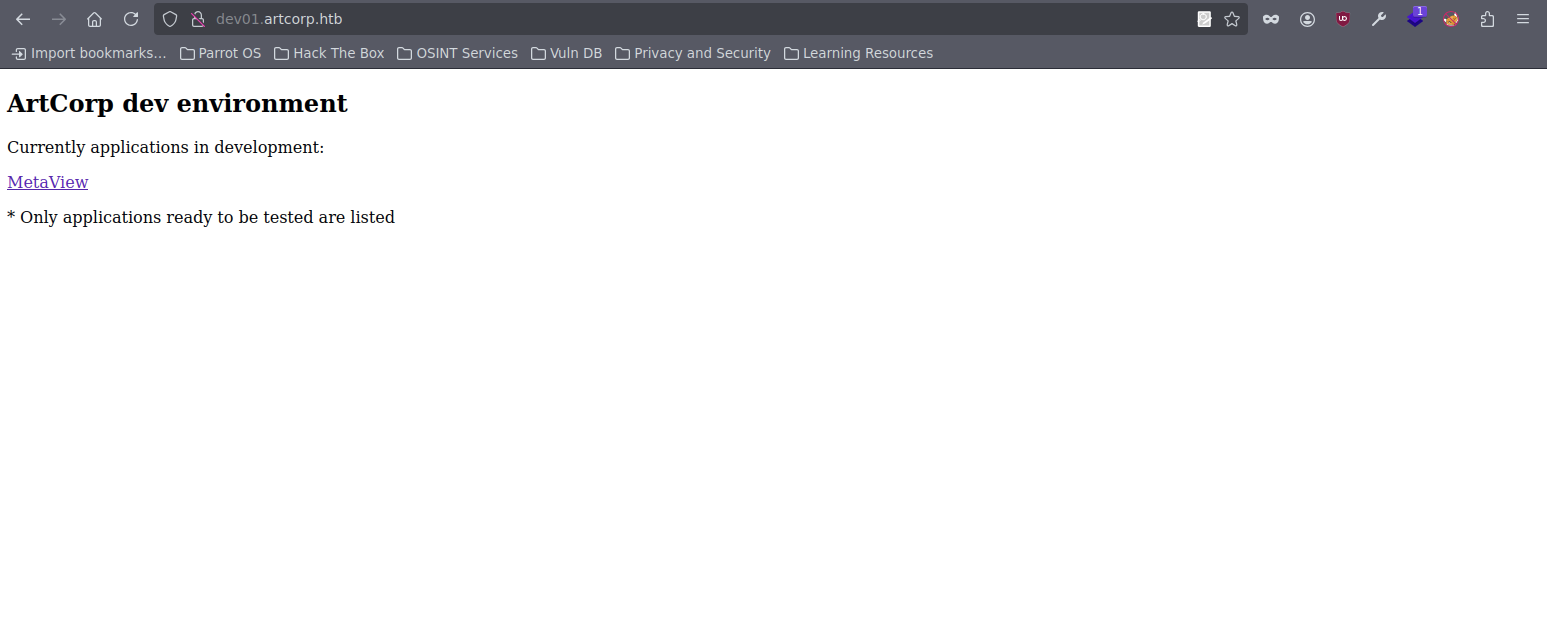 dev01.artcorp.htb
1
Import bookmarks... Parrot OS Hack The Box OSINT Services Vuln DB Privacy and Security Learning Resources
ArtCorp dev environment
Currently applications in development:
MetaView
* Only applications ready to be tested are listed